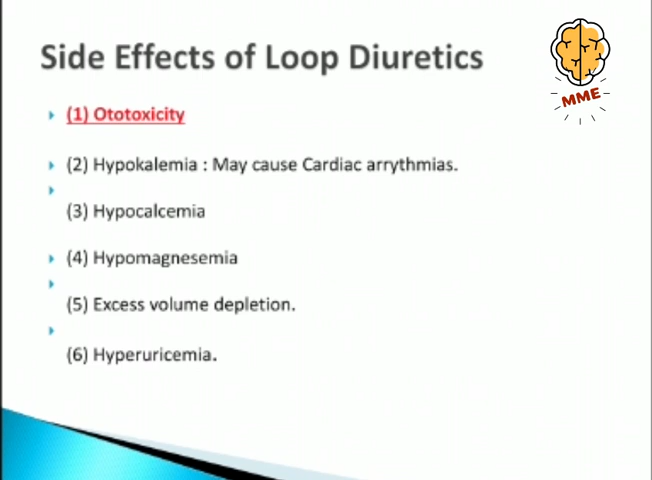 Side Effects of Loop Diuretics
MME
(1) Ototoxicity
(2) Hypokalemia : May cause Cardiac arrythmias.
(3) Hypocalcemia
(4) Hypomagnesemia
(5) Excess volume depletion.
(6) Hyperuricemia.